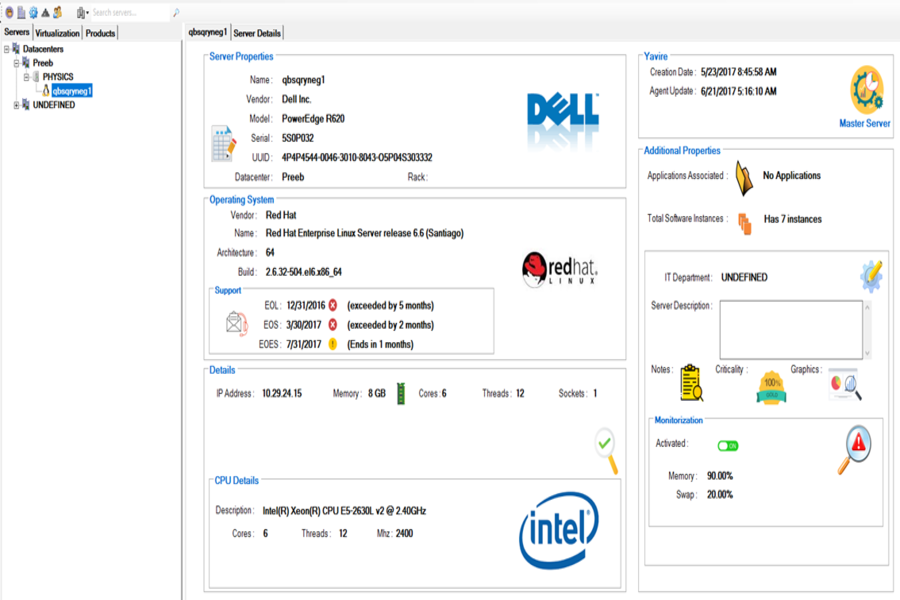 Search servers...
Servers Virtualization Products
Datacenters
Preeb
PHYSICS
qbsqryneg1
UNDEFINED
qbsqryneg1 Server Details
Server Properties
Name: qbsqryneg1
Vendor: Dell Inc.
Model: PowerEdge R620
Serial: 5S0P032
UUID: 4P4P4544-0046-3010-8043-O5P04S303332
Datacenter: Preeb Rack:
DELL
Operating System
Vendor: Red Hat
Name: Red Hat Enterprise Linux Server release 6.6 (Santiago)
Architecture: 64
Build: 2.6.32-504.el6.x86_64
redhat.
LINUX
Support
EOL: 12/31/2016 (exceeded by 5 months)
EOS: 3/30/2017 (exceeded by 2 months)
EOES: 7/31/2017 (Ends in 1 months)
Details
IP Address: 10.29.24.15 Memory: 8 GB Cores: 6 Threads: 12 Sockets: 1
CPU Details
Description: Intel(R) Xeon(R) CPU E5-2630L v2 @ 2.40GHz
Cores: 6 Threads: 12 Mhz: 2400
intel
Yavire
Creation Date: 5/23/2017 8:45:58 AM
Agent Update: 6/21/2017 5:16:10 AM
Master Server
Additional Properties
Applications Associated: No Applications
Total Software Instances: Has 7 instances
IT Department: UNDEFINED
Server Description:
Notes: Criticality: Graphics:
100%
Monitorization
Activated: ON
Memory: 90.00%
Swap: 20.00%